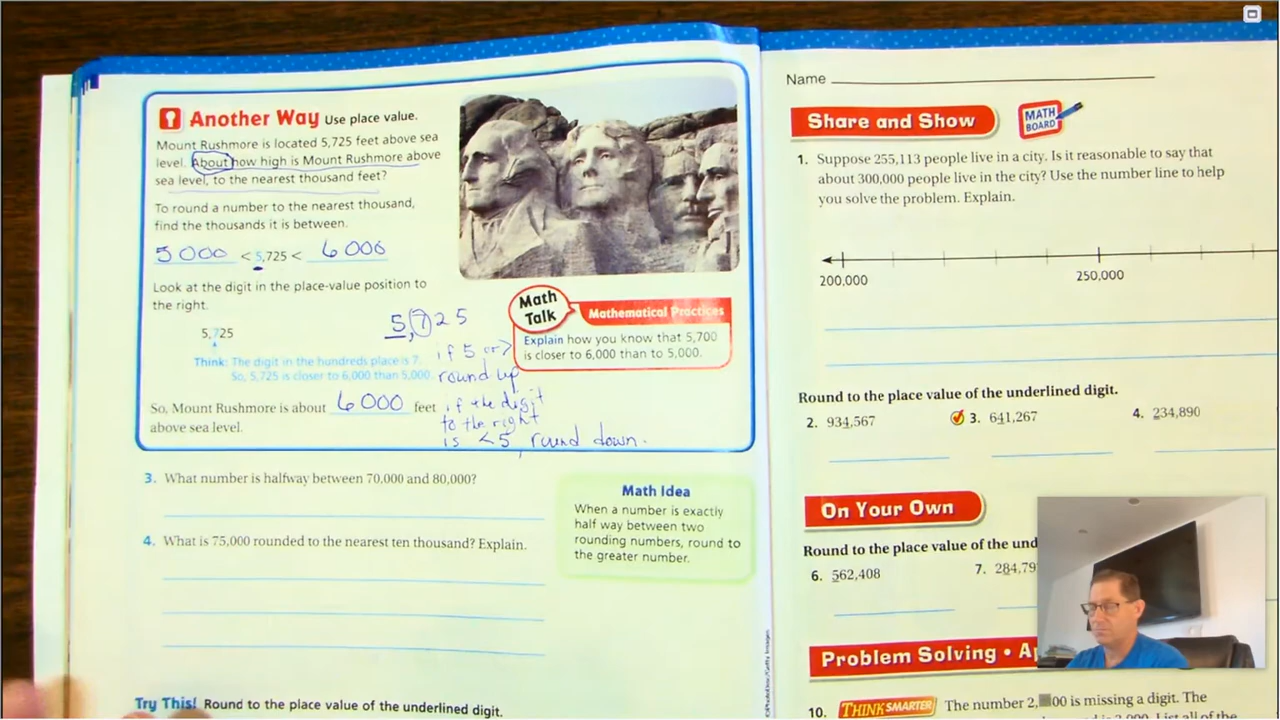 Another Way Use place value.
Mount Rushmore is located 5,725 feet above sea
level. About how high is Mount Rushmore above
sea level, to the nearest thousand feet?
To round a number to the nearest thousand,
find the thousands it is between.
5000 < 5,725 < 6000
Look at the digit in the place-value position to
the right.
5,725
5,725
Think: The digit in the hundreds place is 7.
So, 5,725 is closer to 6,000 than 5,000.
if 5 or >
round up
if the digit
to the right
is <5, round down.
So, Mount Rushmore is about 6000 feet
above sea level.
Math
Talk
Mathematical Practices
Explain how you know that 5,700
is closer to 6,000 than to 5,000.
3. What number is halfway between 70,000 and 80,000?
4. What is 75,000 rounded to the nearest ten thousand? Explain.
Math Idea
When a number is exactly
half way between two
rounding numbers, round to
the greater number.
Try This! Round to the place value of the underlined digit.
Name
Share and Show
MATH
BOARD
1. Suppose 255,113 people live in a city. Is it reasonable to say that
about 300,000 people live in the city? Use the number line to help
you solve the problem. Explain.
200,000 250,000
Round to the place value of the underlined digit.
2. 934,567 3. 641,267 4. 234,890
On Your Own
Round to the place value of the und
6. 562,408 7. 284,79
Problem Solving • Ap
10. THINK SMARTER The number 2, 00 is missing a digit. The